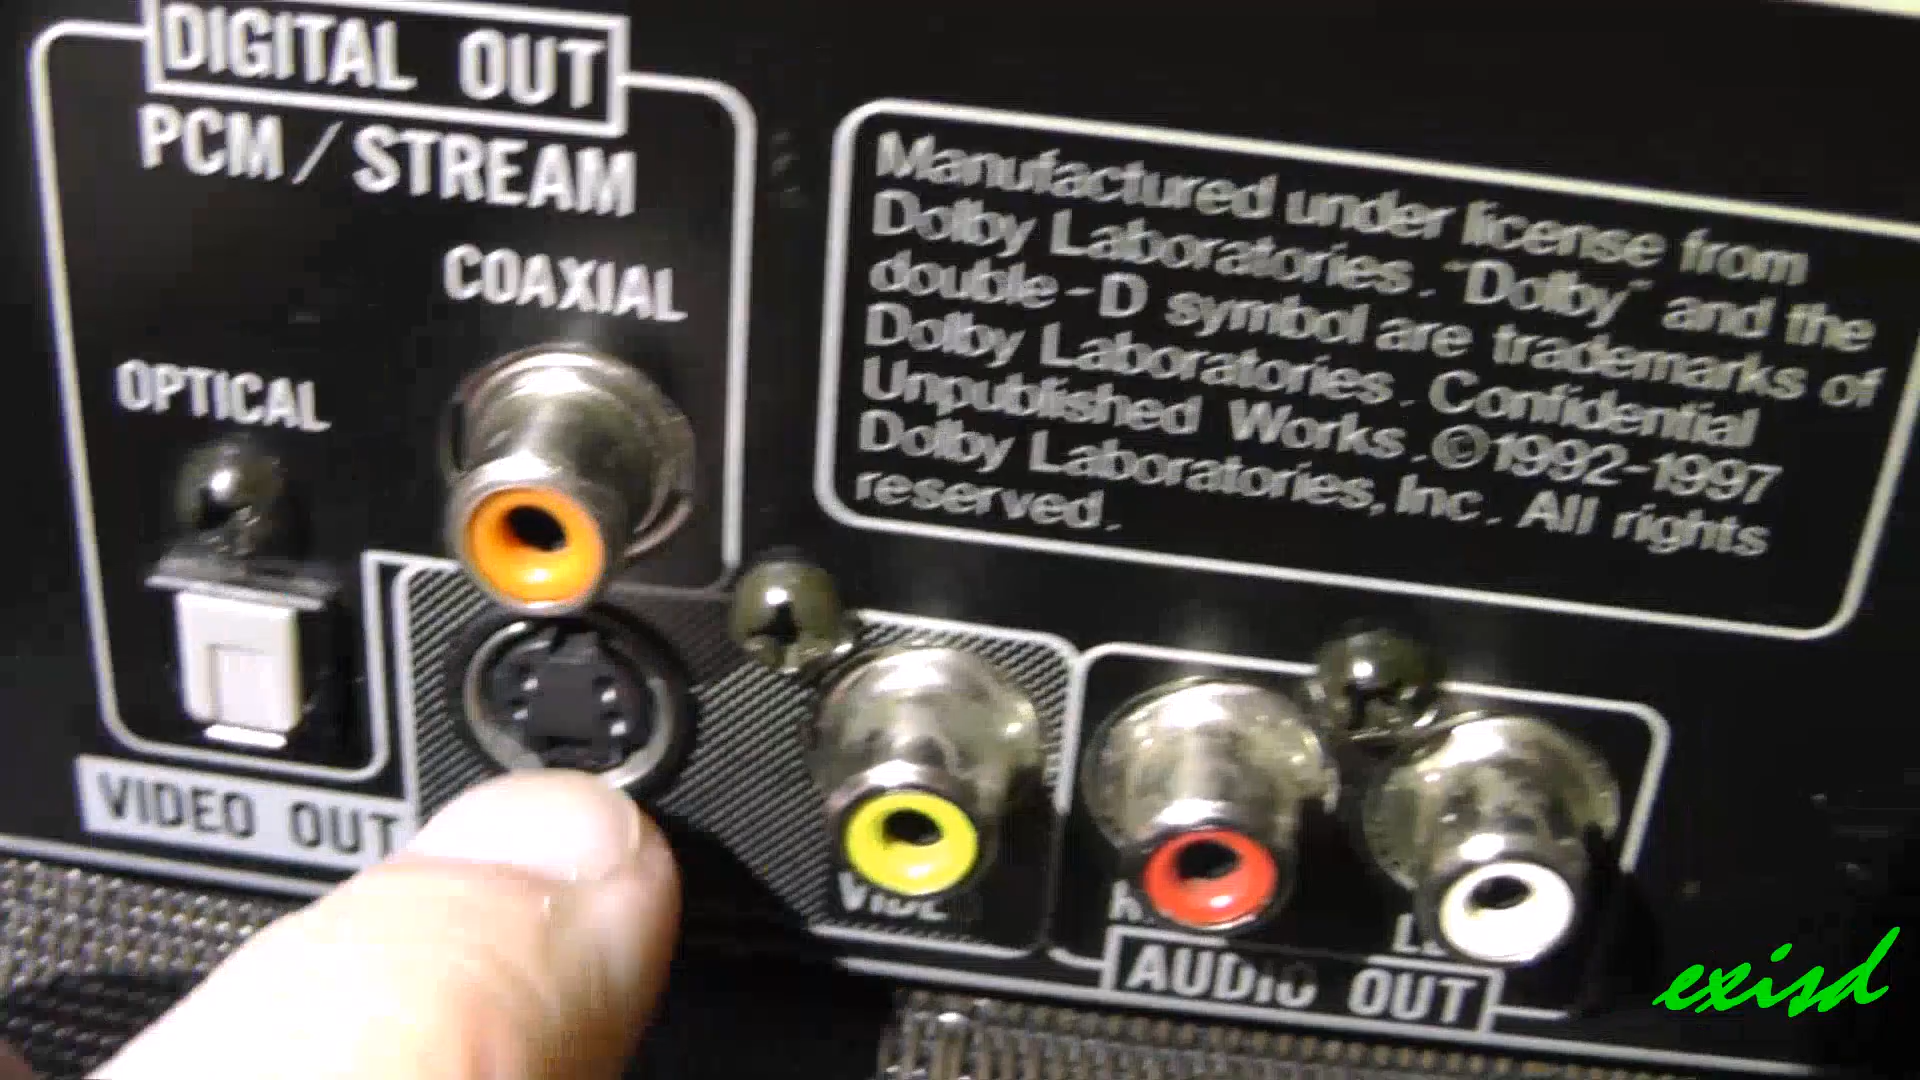 DIGITAL OUT
PCM / STREAM
COAXIAL
OPTICAL
Manufactured under license from
Dolby Laboratories. "Dolby" and the
double-D symbol are trademarks of
Dolby Laboratories. Confidential
Unpublished Works. ©1992-1997
Dolby Laboratories, Inc. All rights
reserved.
VIDEO OUT
AUDIO OUT
exisd